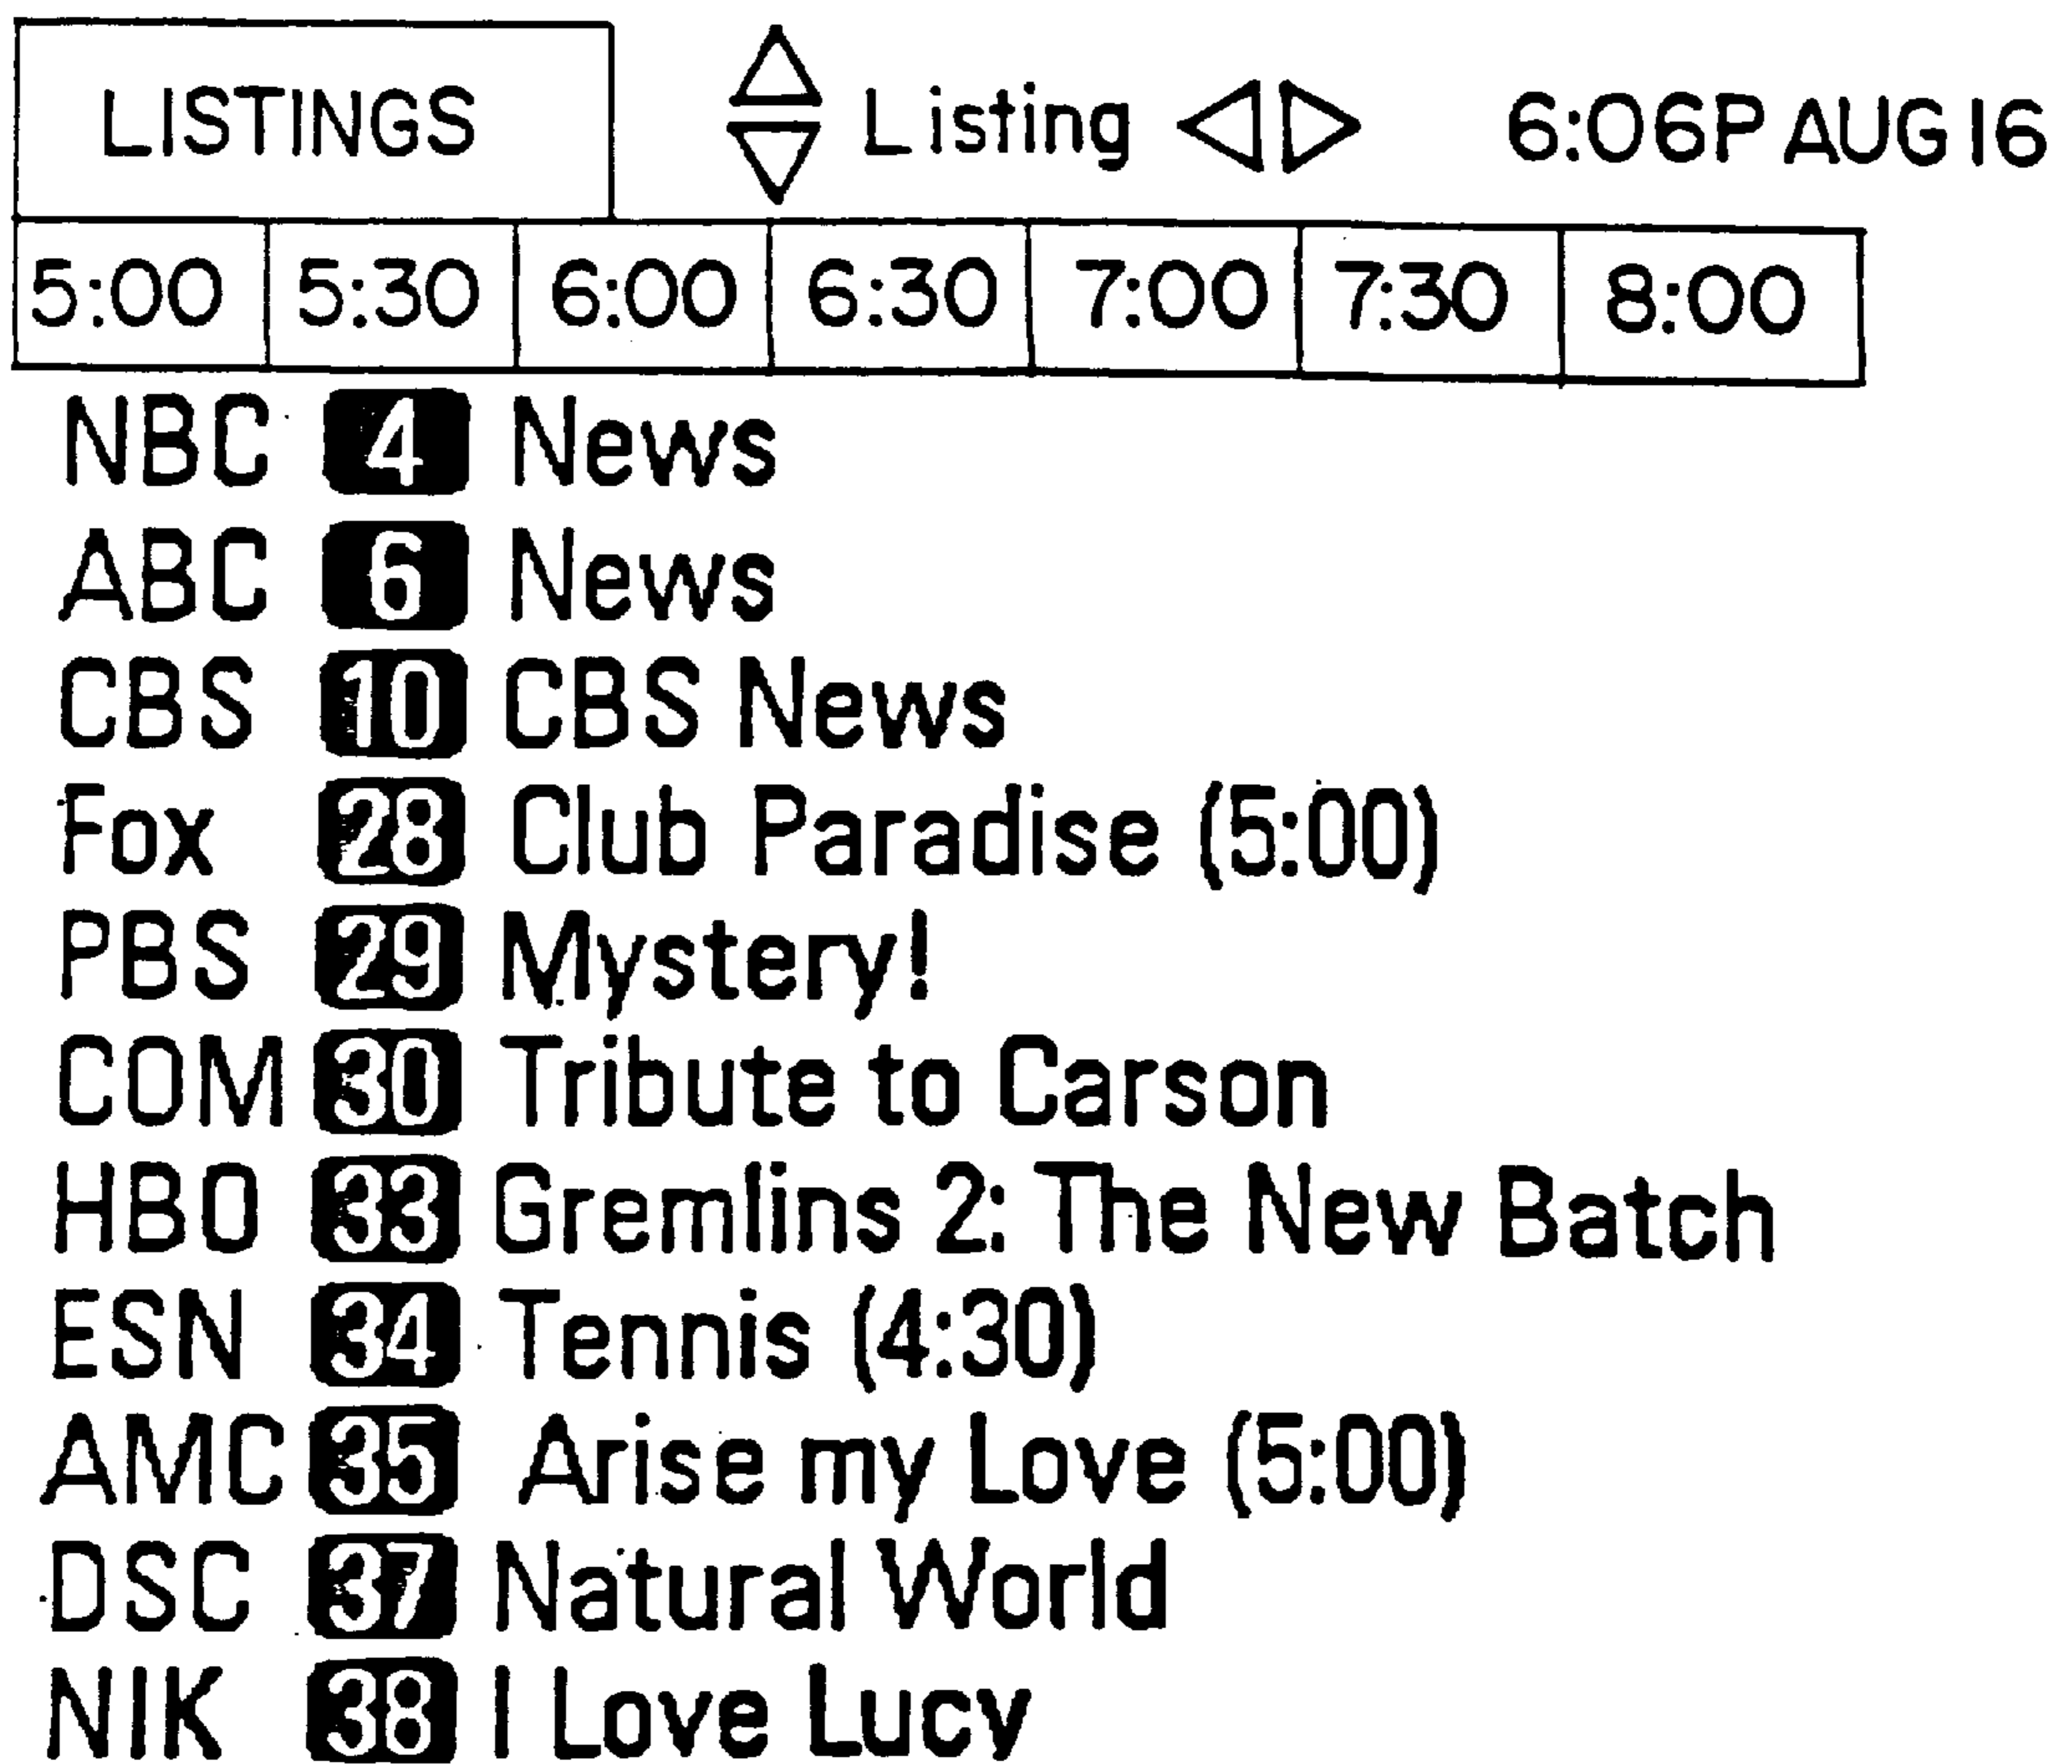 LISTINGS Listing 6:06P AUG 16
5:00 5:30 6:00 6:30 7:00 7:30 8:00
NBC 4 News
ABC 6 News
CBS 10 CBS News
Fox 28 Club Paradise (5:00)
PBS 29 Mystery!
COM 30 Tribute to Carson
HBO 33 Gremlins 2: The New Batch
ESN 34 Tennis (4:30)
AMC 35 Arise my Love (5:00)
DSC 37 Natural World
NIK 38 I Love Lucy